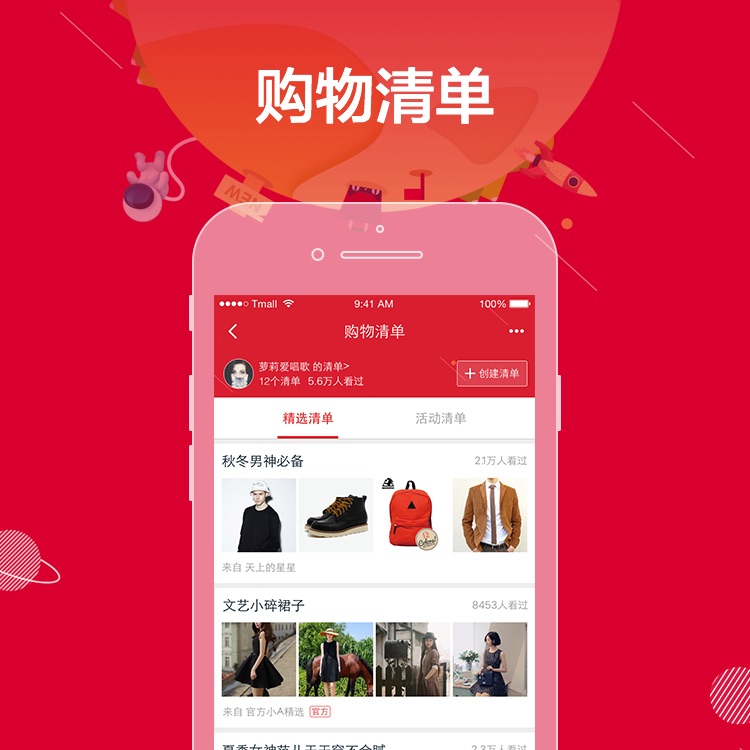 购物清单
NEW
Tmall
9:41 AM
100%
购物清单
萝莉爱唱歌 的清单>
12个清单 5.6万人看过
+ 创建清单
精选清单
活动清单
秋冬男神必备
2.1万人看过
来自 天上的星星
文艺小碎裙子
8453人看过
来自 官方小A精选 官方